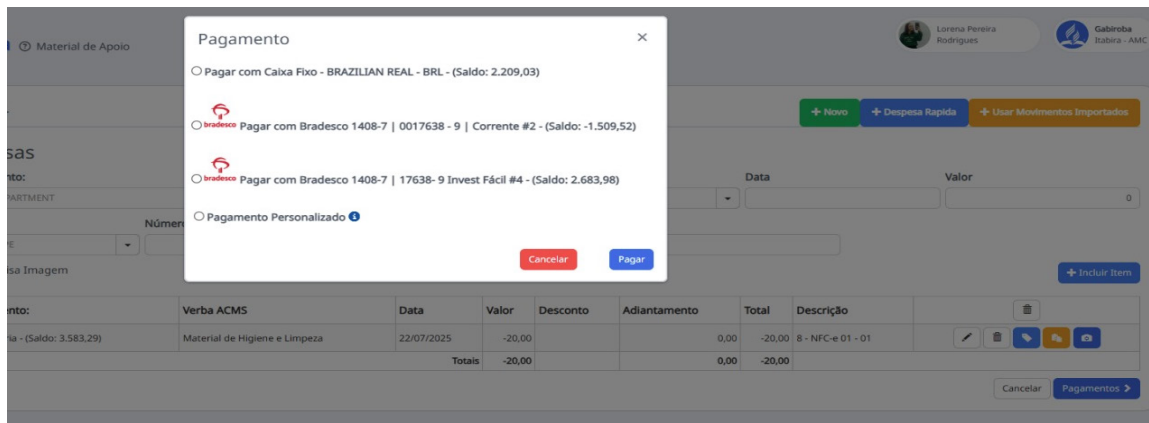 Material de Apoio
Lorena Pereira
Rodrigues
Gabiroba
Itabira - AMC
Pagamento
×
Pagar com Caixa Fixo - BRAZILIAN REAL - BRL - (Saldo: 2.209,03)
bradesco Pagar com Bradesco 1408-7 | 0017638 - 9 | Corrente #2 - (Saldo: -1.509,52)
bradesco Pagar com Bradesco 1408-7 | 17638- 9 Invest Fácil #4 - (Saldo: 2.683,98)
Pagamento Personalizado
Cancelar Pagar
+ Novo + Despesa Rapida + Usar Movimentos Importados
sas
nto: Data Valor
PARTMENT 0
Númer
isa Imagem
+ Incluir Item
ento: Verba ACMS Data Valor Desconto Adiantamento Total Descrição
ria - (Saldo: 3.583,29) Material de Higiene e Limpeza 22/07/2025 -20,00 0,00 -20,00 8 - NFC-e 01 - 01
Totais -20,00 0,00 -20,00
Cancelar Pagamentos